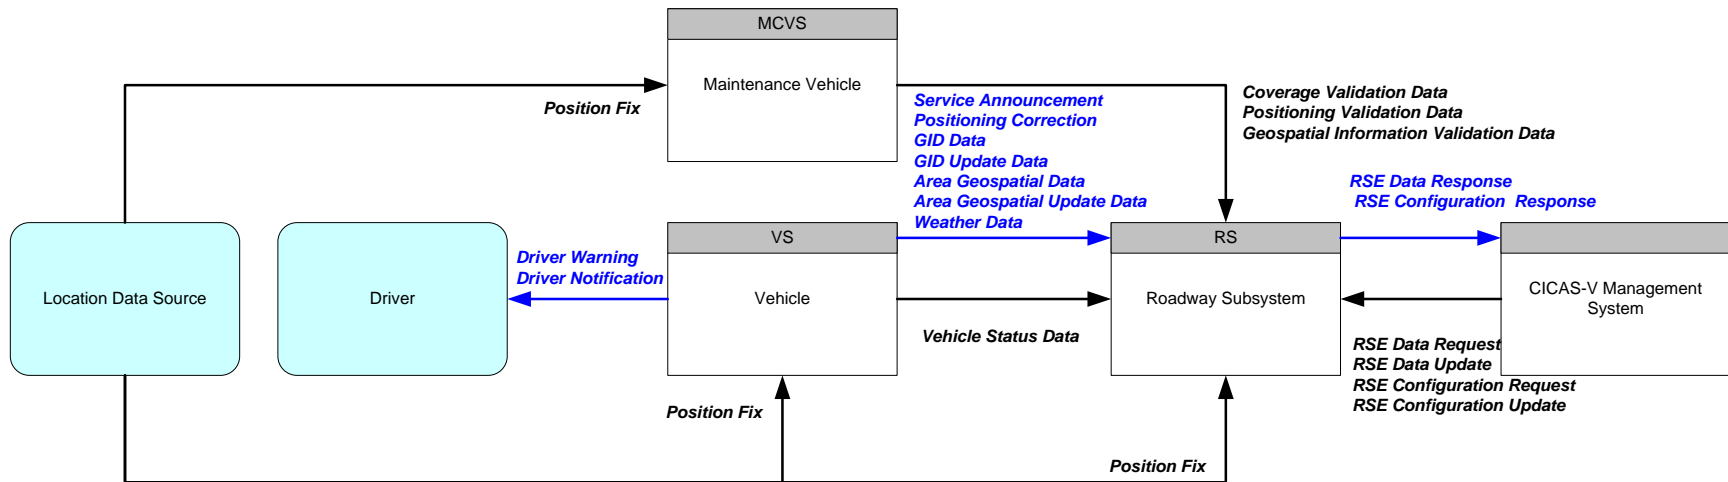 MCVS
Maintenance Vehicle
Position Fix
Service Announcement
Positioning Correction
GID Data
GID Update Data
Area Geospatial Data
Area Geospatial Update Data
Weather Data
Coverage Validation Data
Positioning Validation Data
Geospatial Information Validation Data
RSE Data Response
RSE Configuration Response
Location Data Source
Driver
Driver Warning
Driver Notification
VS
Vehicle
Vehicle Status Data
RS
Roadway Subsystem
CICAS-V Management
System
RSE Data Request
RSE Data Update
RSE Configuration Request
RSE Configuration Update
Position Fix
Position Fix